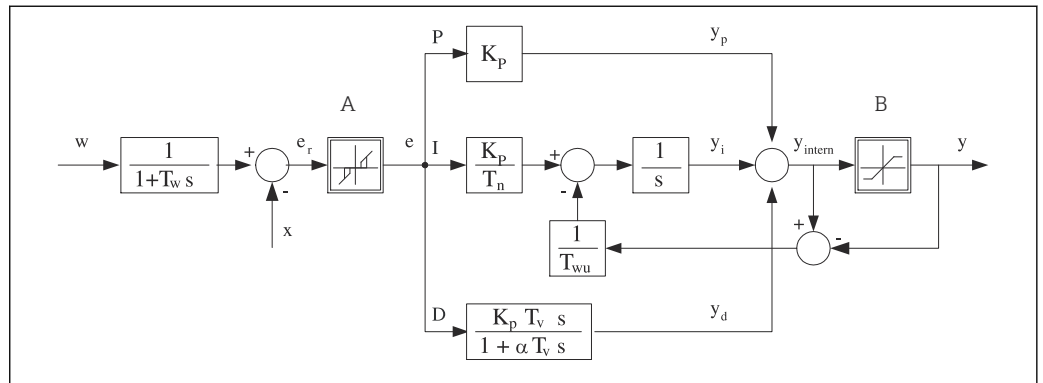 P
K_P
y_p
A
B
w
1
1+T_w s
+
-
e_r
x
e
I
K_P
T_n
+
-
1
s
y_i
y_intern
y
+
-
1
T_wu
D
K_p T_v s
1 + α T_v s
y_d